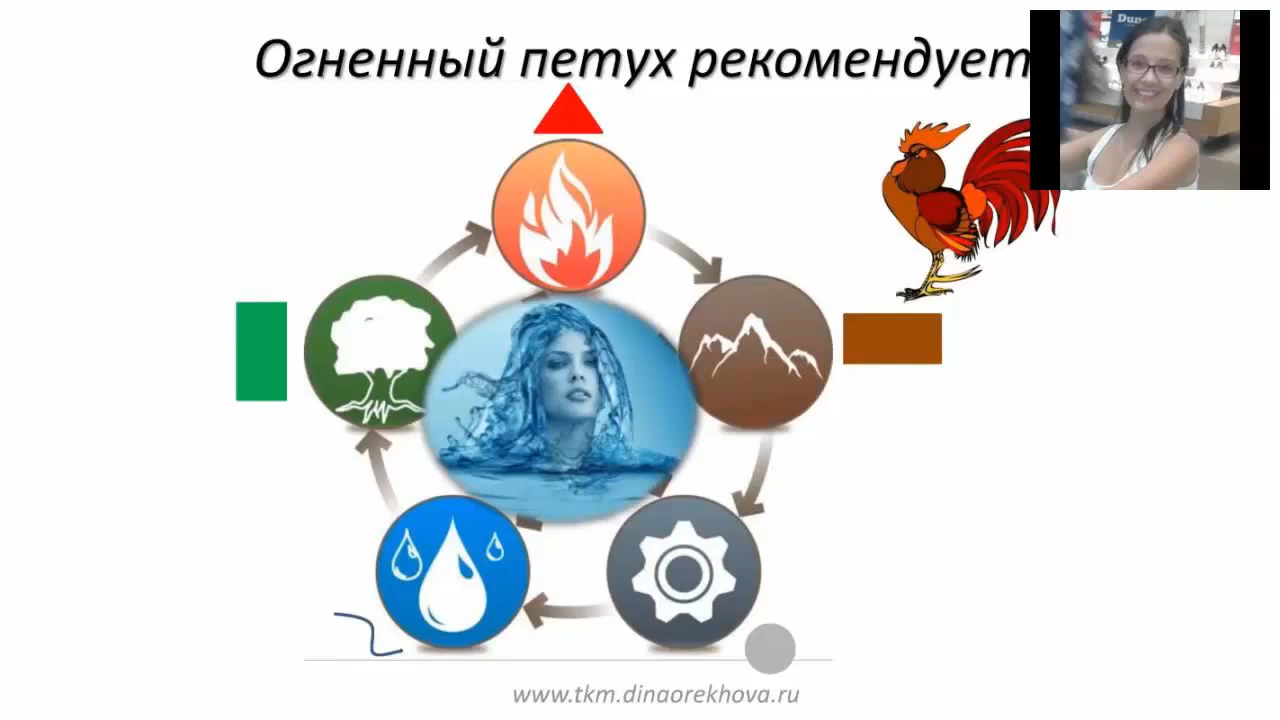 Огненный петух рекомендует
www.tkm.dinaorekhova.ru